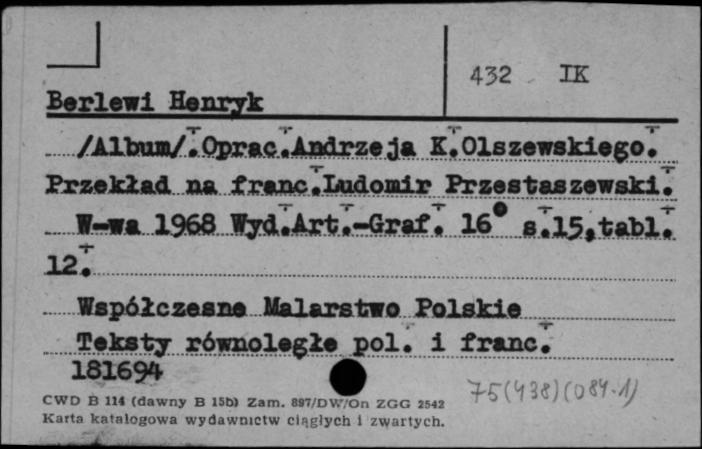 432 IK
Berlewi Henryk
/Album/.Oprac.Andrzeja K.Olszewskiego.
Przekład na franc.Ludomir Przestaszewski.
W-wa 1968 Wyd.Art.-Graf. 16° s.15,tabl.
12.
Współczesne Malarstwo Polskie
Teksty równoległe pol. i franc.
181694
75(438)(084.1)
CWD B 114 (dawny B 15b) Zam. 897/DW/On ZGG 2542
Karta katalogowa wydawnictw ciągłych i zwartych.